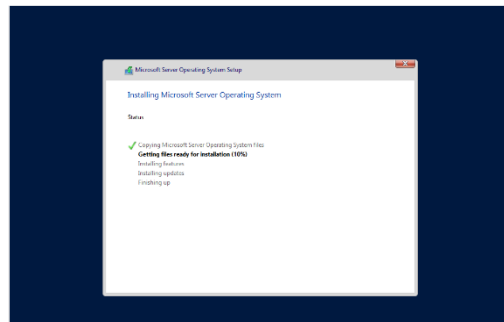 Microsoft Server Operating System Setup
Installing Microsoft Server Operating System
Status
Copying Microsoft Server Operating System files
Getting files ready for installation (10%)
Installing features
Installing updates
Finishing up